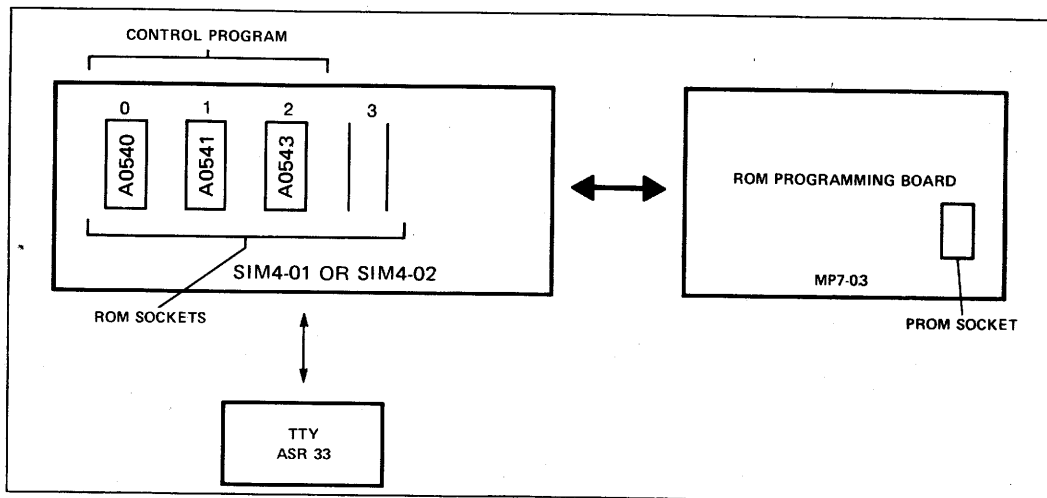 CONTROL PROGRAM
0 1 2 3
A0540 A0541 A0543
SIM4-01 OR SIM4-02
ROM SOCKETS
ROM PROGRAMMING BOARD
MP7-03
PROM SOCKET
TTY
ASR 33